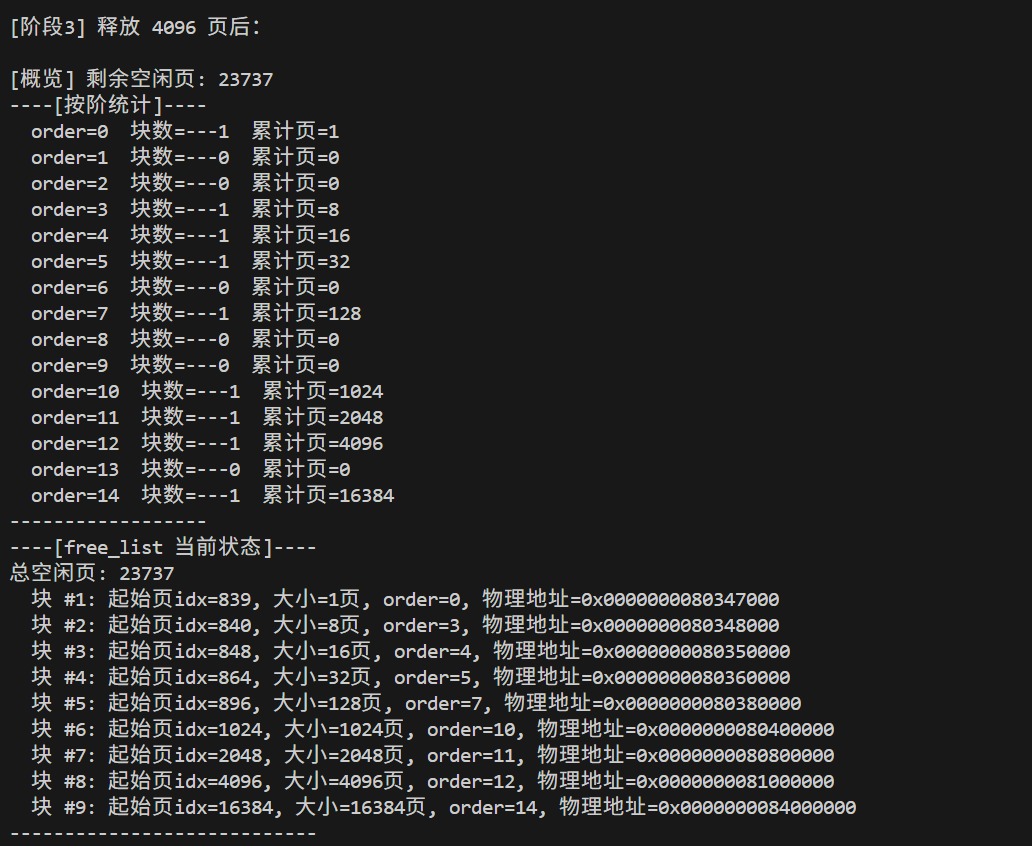 [阶段3] 释放 4096 页后:
[概览] 剩余空闲页: 23737
----[按阶统计]----
order=0 块数=---1 累计页=1
order=1 块数=---0 累计页=0
order=2 块数=---0 累计页=0
order=3 块数=---1 累计页=8
order=4 块数=---1 累计页=16
order=5 块数=---1 累计页=32
order=6 块数=---0 累计页=0
order=7 块数=---1 累计页=128
order=8 块数=---0 累计页=0
order=9 块数=---0 累计页=0
order=10 块数=---1 累计页=1024
order=11 块数=---1 累计页=2048
order=12 块数=---1 累计页=4096
order=13 块数=---0 累计页=0
order=14 块数=---1 累计页=16384
------------------
----[free_list 当前状态]----
总空闲页: 23737
块 #1: 起始页idx=839, 大小=1页, order=0, 物理地址=0x0000000080347000
块 #2: 起始页idx=840, 大小=8页, order=3, 物理地址=0x0000000080348000
块 #3: 起始页idx=848, 大小=16页, order=4, 物理地址=0x0000000080350000
块 #4: 起始页idx=864, 大小=32页, order=5, 物理地址=0x0000000080360000
块 #5: 起始页idx=896, 大小=128页, order=7, 物理地址=0x0000000080380000
块 #6: 起始页idx=1024, 大小=1024页, order=10, 物理地址=0x0000000080400000
块 #7: 起始页idx=2048, 大小=2048页, order=11, 物理地址=0x0000000080800000
块 #8: 起始页idx=4096, 大小=4096页, order=12, 物理地址=0x0000000081000000
块 #9: 起始页idx=16384, 大小=16384页, order=14, 物理地址=0x0000000084000000
----------------------------